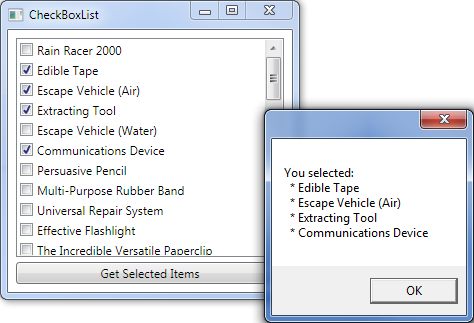 CheckBoxList
Rain Racer 2000
Edible Tape
Escape Vehicle (Air)
Extracting Tool
Escape Vehicle (Water)
Communications Device
Persuasive Pencil
Multi-Purpose Rubber Band
Universal Repair System
Effective Flashlight
The Incredible Versatile Paperclip
Get Selected Items
You selected:
* Edible Tape
* Escape Vehicle (Air)
* Extracting Tool
* Communications Device
OK